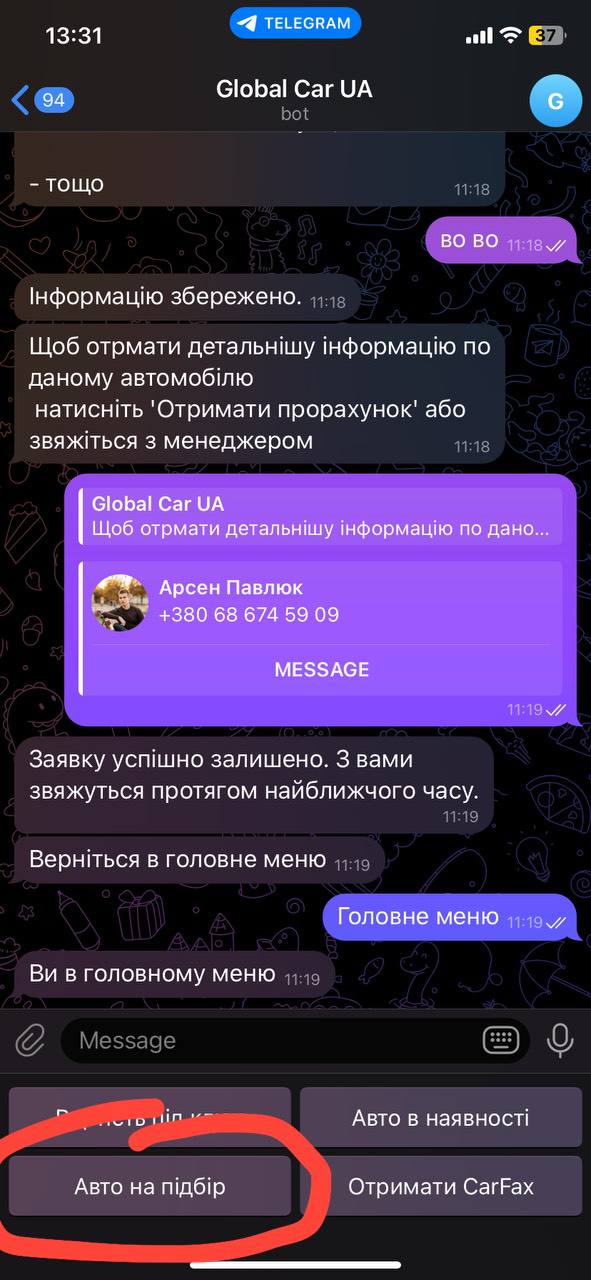 13:31
TELEGRAM
37
94
Global Car UA
bot
G
- тощо
11:18
во во 11:18
Інформацію збережено. 11:18
Щоб отрмати детальнішу інформацію по
даному автомобілю
натисніть 'Отримати прорахунок' або
звяжіться з менеджером
11:18
Global Car UA
Щоб отрмати детальнішу інформацію по дано...
Арсен Павлюк
+380 68 674 59 09
MESSAGE
11:19
Заявку успішно залишено. З вами
звяжуться протягом найближчого часу.
11:19
Верніться в головне меню 11:19
Головне меню 11:19
Ви в головному меню 11:19
Message
Авто в наявності
Авто на підбір
Отримати CarFax